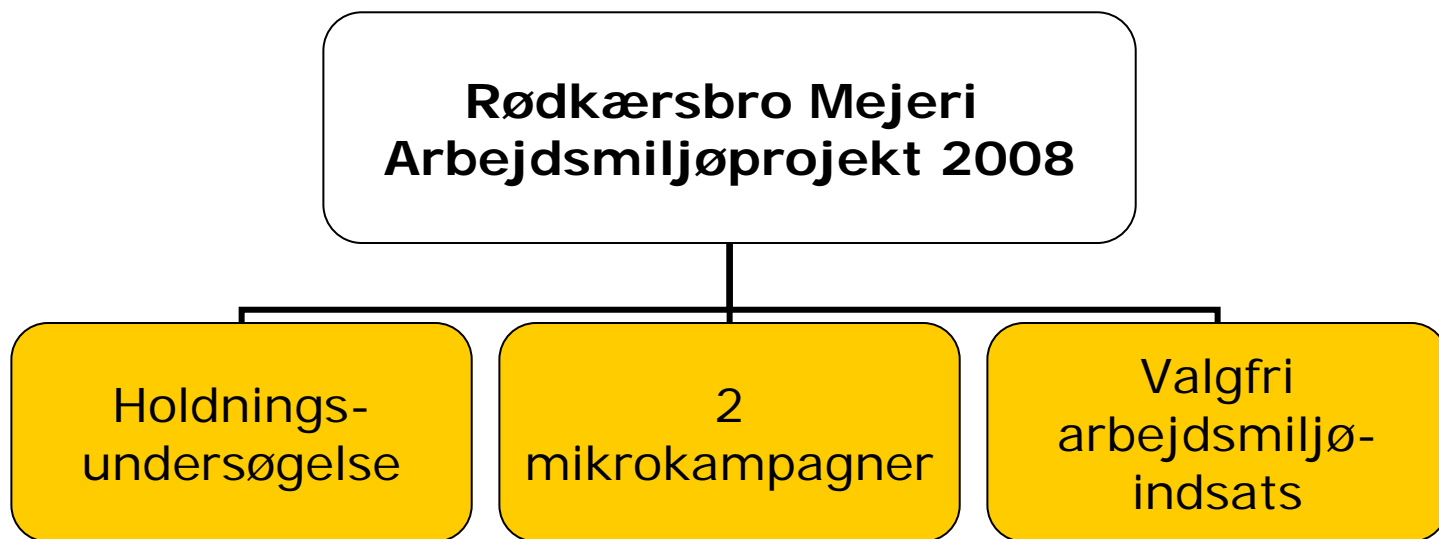 Rødkærsbro Mejeri
Arbejdsmiljøprojekt 2008
Holdnings-
undersøgelse
2
mikrokampagner
Valgfri
arbejdsmiljø-
indsats